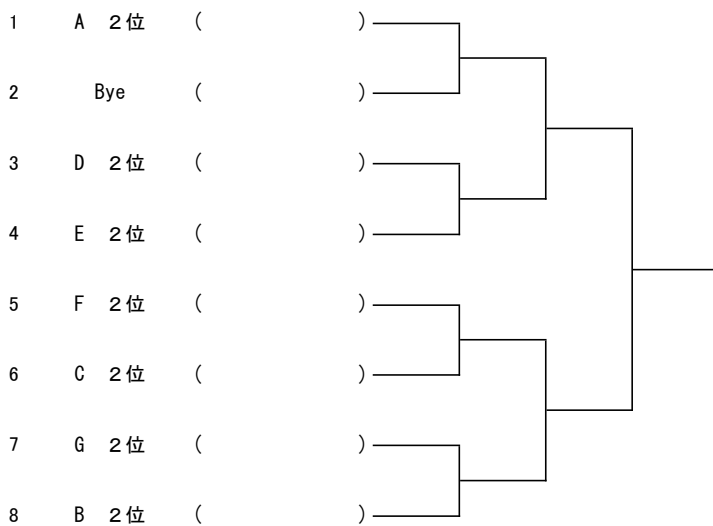 1 A 2位 ( )
2 Bye ( )
3 D 2位 ( )
4 E 2位 ( )
5 F 2位 ( )
6 C 2位 ( )
7 G 2位 ( )
8 B 2位 ( )